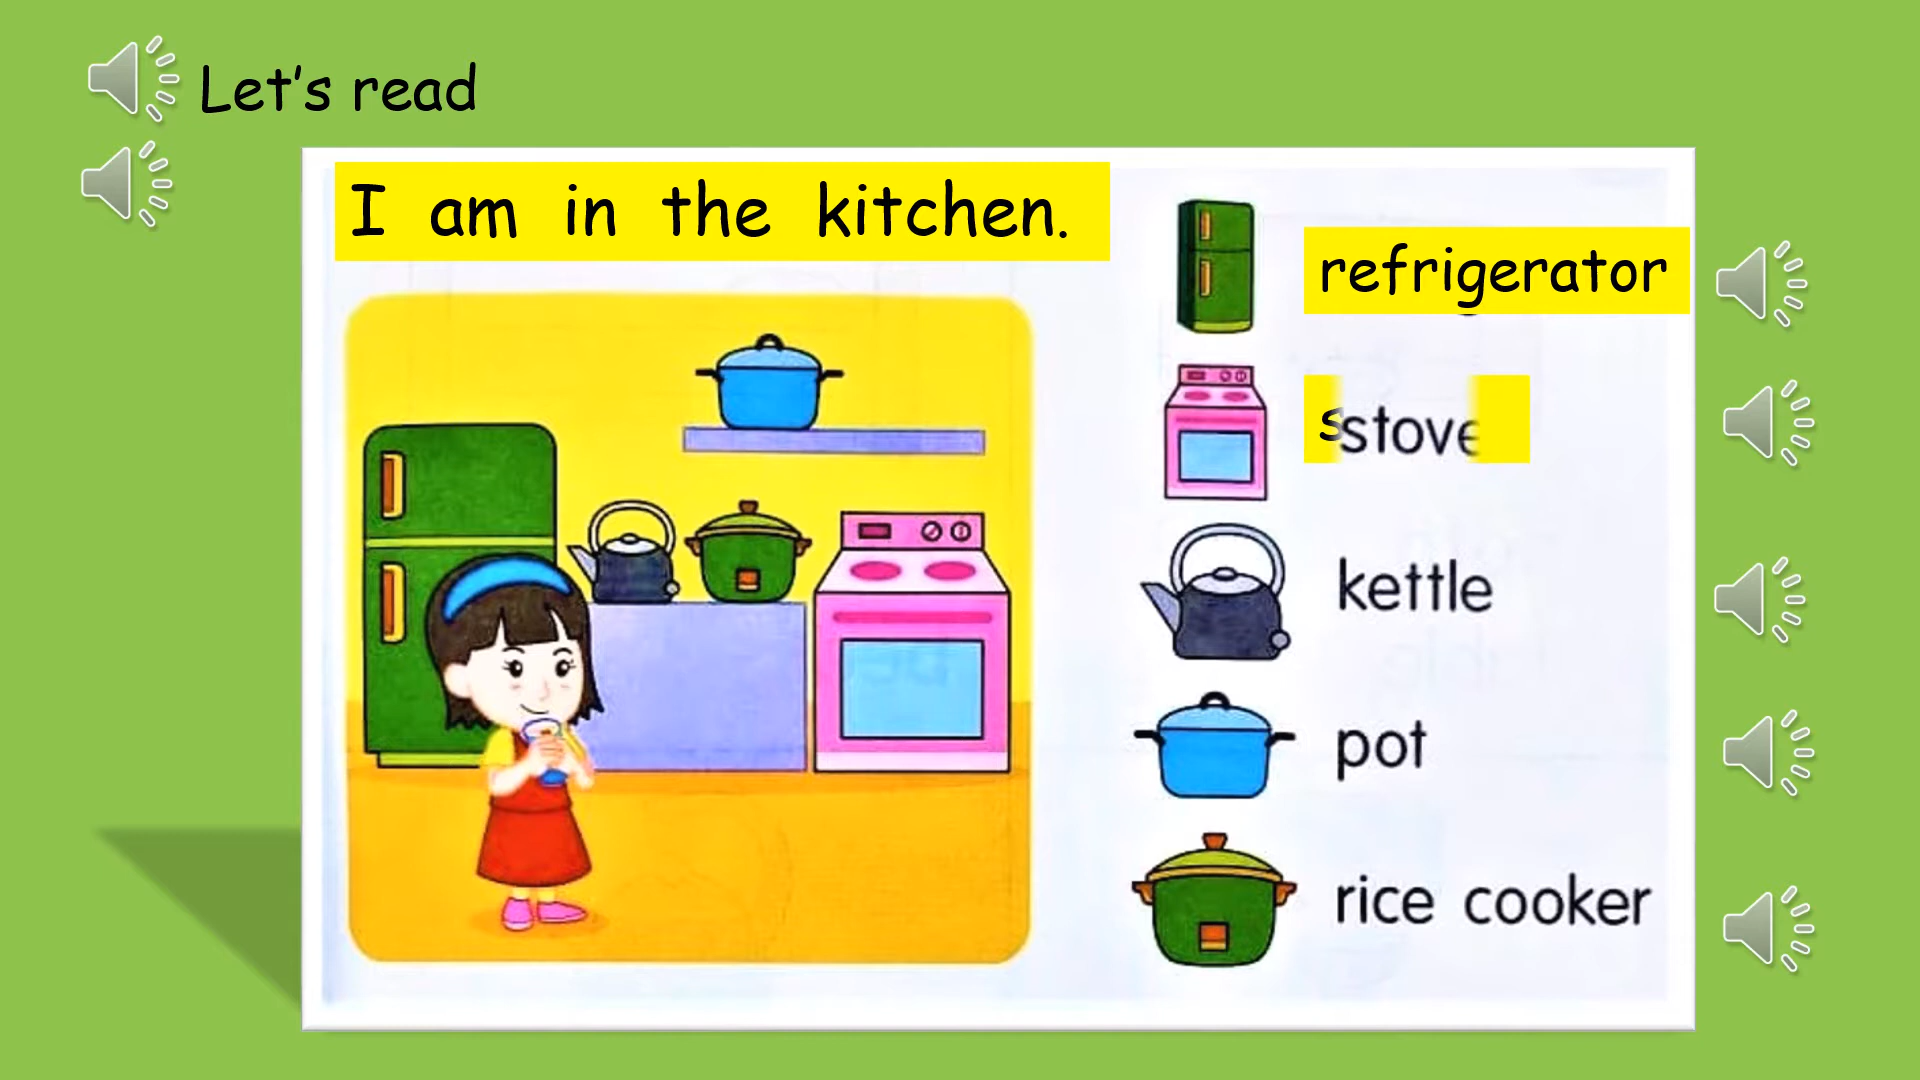 Let's read
I am in the kitchen.
refrigerator
sstove
kettle
pot
rice cooker